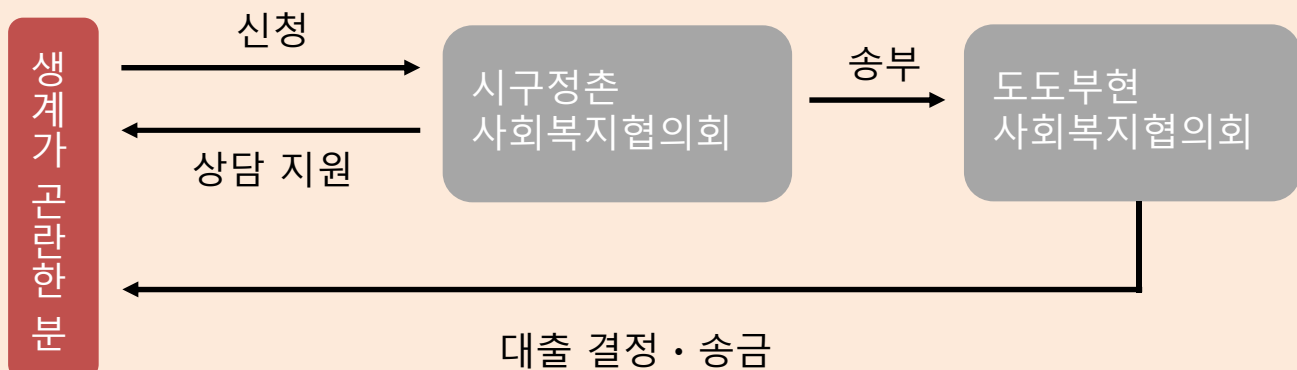 생계가 곤란한 분
신청
상담 지원
시구정촌
사회복지협의회
송부
도도부현
사회복지협의회
대출 결정・송금